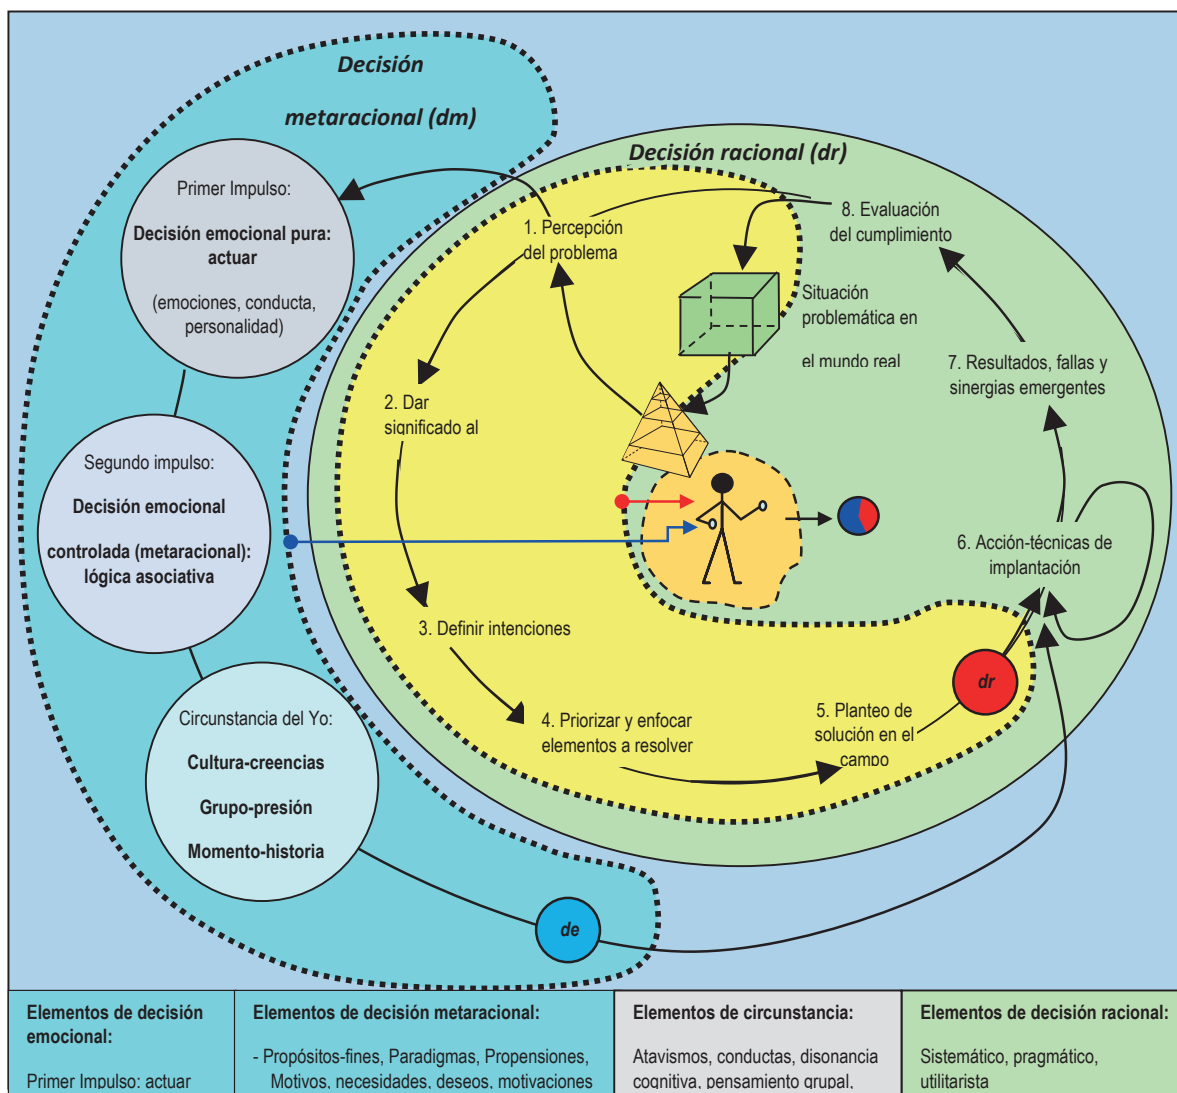 Decisión
metaracional (dm)
Decisión racional (dr)
Primer Impulso:
Decisión emocional pura:
actuar
(emociones, conducta,
personalidad)
Segundo impulso:
Decisión emocional
controlada (metaracional):
lógica asociativa
Circunstancia del Yo:
Cultura-creencias
Grupo-presión
Momento-historia
de
1. Percepción
del problema
2. Dar
significado al
3. Definir intenciones
4. Priorizar y enfocar
elementos a resolver
5. Planteo de
solución en el
campo
dr
6. Acción-técnicas de
implantación
7. Resultados, fallas y
sinergias emergentes
8. Evaluación
del cumplimiento
Situación
problemática en
el mundo real
Elementos de decisión
emocional:
Primer Impulso: actuar
Elementos de decisión metaracional:
- Propósitos-fines, Paradigmas, Propensiones,
Motivos, necesidades, deseos, motivaciones
Elementos de circunstancia:
Atavismos, conductas, disonancia
cognitiva, pensamiento grupal,
Elementos de decisión racional:
Sistemático, pragmático,
utilitarista